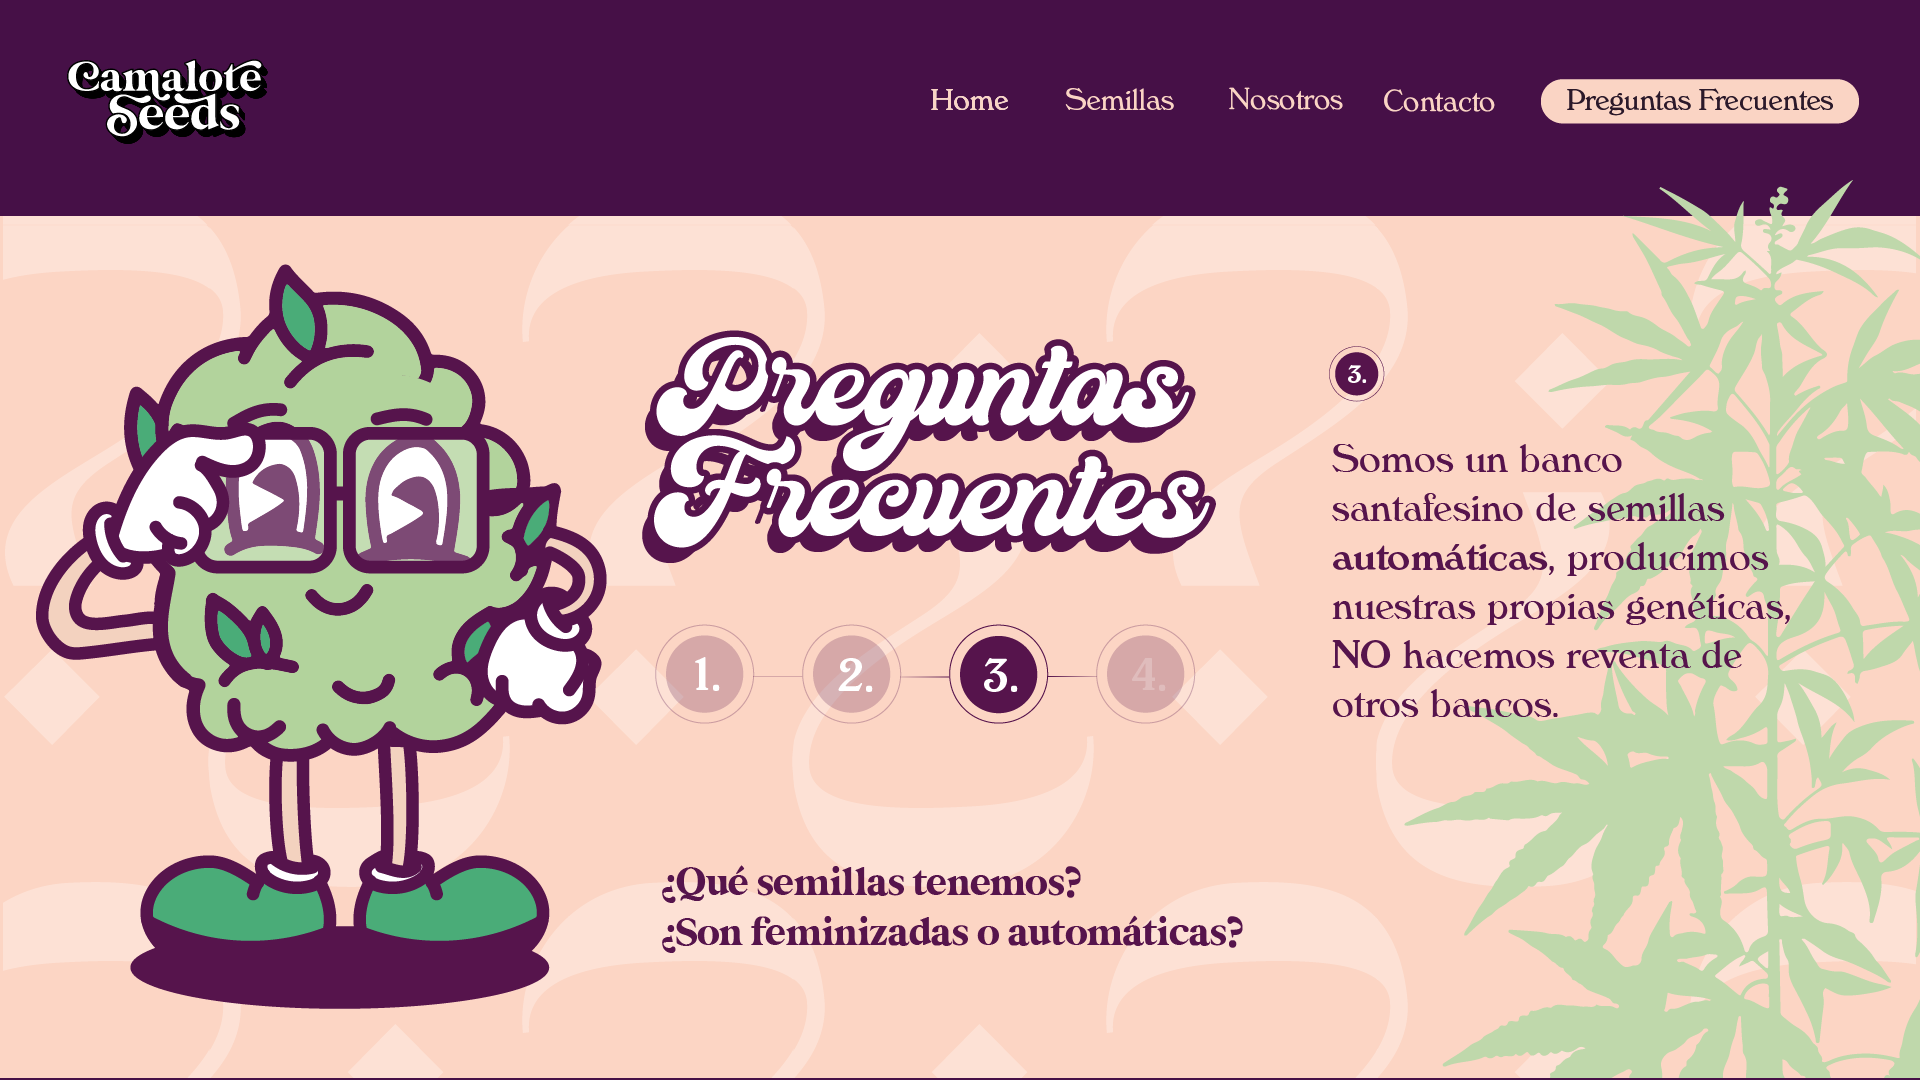 Camalote
Seeds
Home
Semillas
Nosotros
Contacto
Preguntas Frecuentes
Preguntas
Frecuentes
1.
2.
3.
4.
¿Qué semillas tenemos?
¿Son feminizadas o automáticas?
3.
Somos un banco
santafesino de semillas
automáticas, producimos
nuestras propias genéticas,
NO hacemos reventa de
otros bancos.